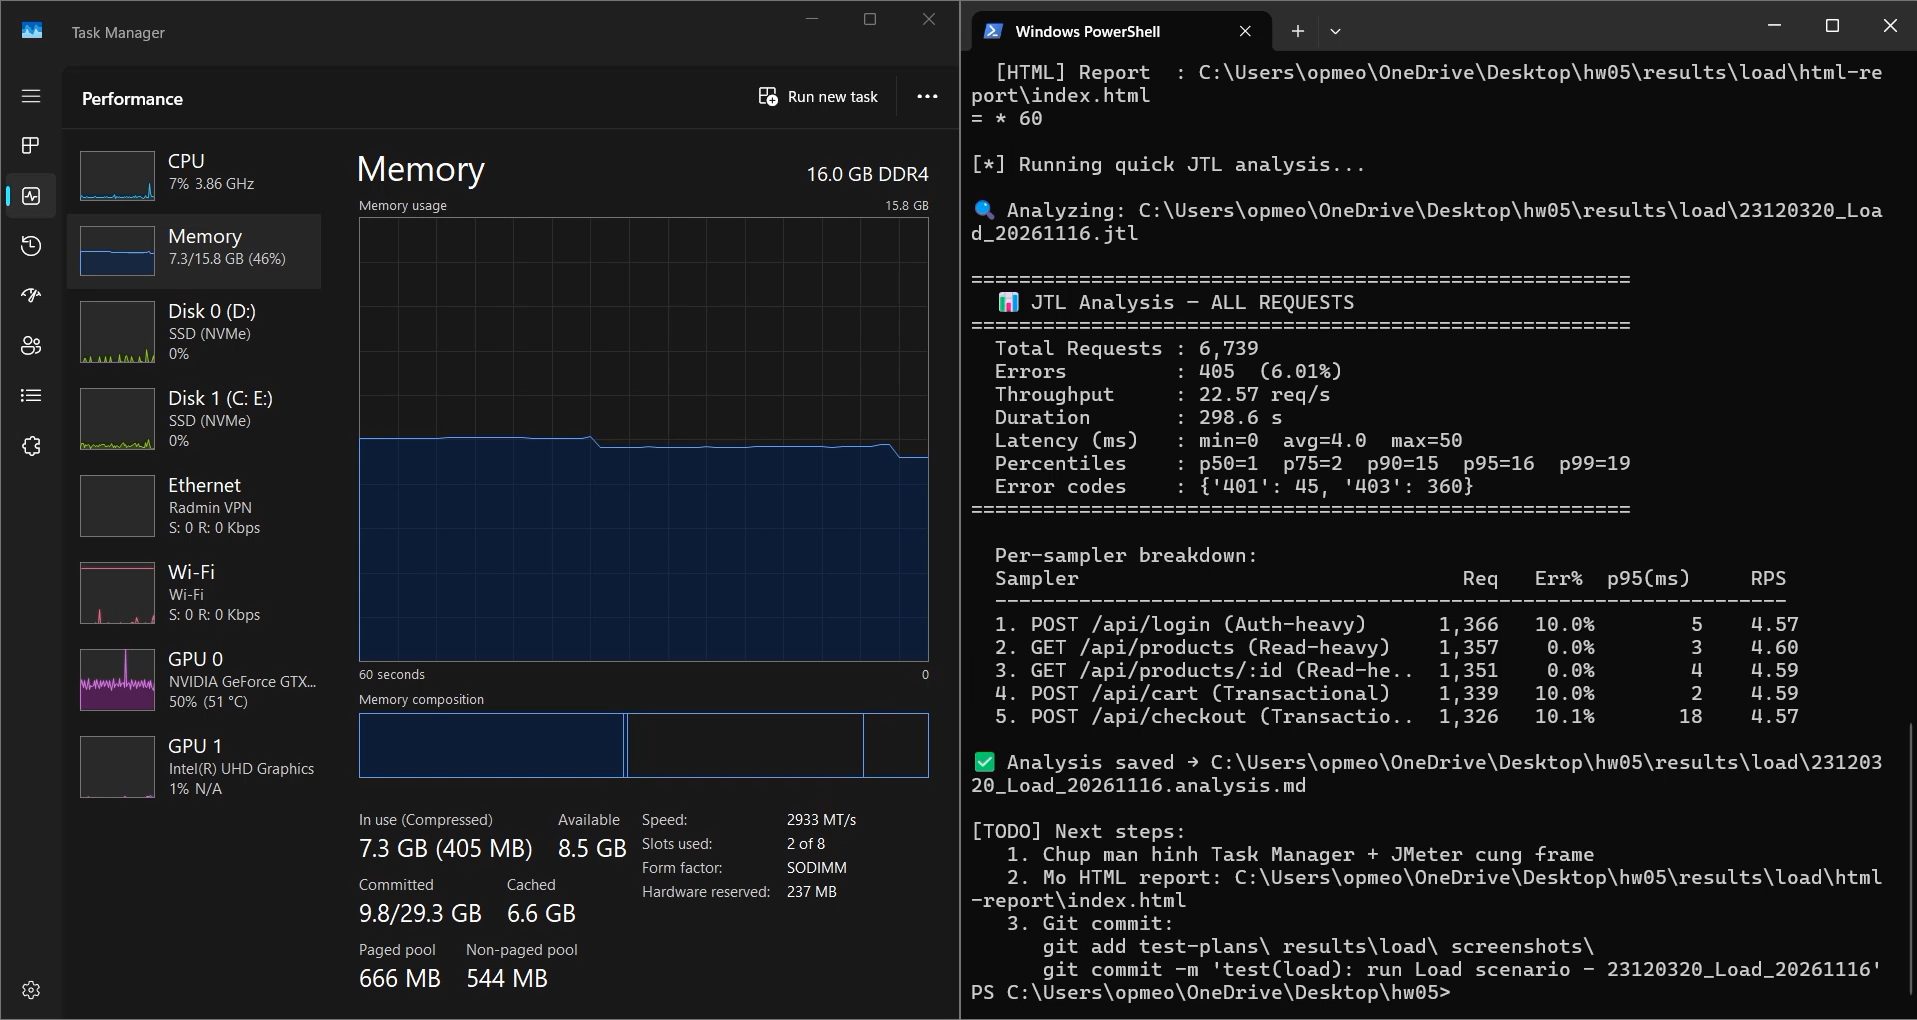 Task Manager
Performance
Run new task
CPU
7% 3.86 GHz
Memory
7.3/15.8 GB (46%)
Disk 0 (D:)
SSD (NVMe)
0%
Disk 1 (C: E:)
SSD (NVMe)
0%
Ethernet
Radmin VPN
S: 0 R: 0 Kbps
Wi-Fi
Wi-Fi
S: 0 R: 0 Kbps
GPU 0
NVIDIA GeForce GTX...
50% (51 °C)
GPU 1
Intel(R) UHD Graphics
1% N/A
Memory
16.0 GB DDR4
Memory usage
15.8 GB
60 seconds
0
Memory composition
In use (Compressed)
7.3 GB (405 MB)
Available
8.5 GB
Committed
9.8/29.3 GB
Cached
6.6 GB
Paged pool
666 MB
Non-paged pool
544 MB
Speed: 2933 MT/s
Slots used: 2 of 8
Form factor: SODIMM
Hardware reserved: 237 MB
Windows PowerShell
[HTML] Report  : C:\Users\opmeo\OneDrive\Desktop\hw05\results\load\html-re
port\index.html
= * 60
[*] Running quick JTL analysis...
🔍 Analyzing: C:\Users\opmeo\OneDrive\Desktop\hw05\results\load\23120320_Loa
d_20261116.jtl
=======================================================
📊 JTL Analysis — ALL REQUESTS
=======================================================
Total Requests : 6,739
Errors : 405 (6.01%)
Throughput : 22.57 req/s
Duration : 298.6 s
Latency (ms) : min=0 avg=4.0 max=50
Percentiles : p50=1 p75=2 p90=15 p95=16 p99=19
Error codes : {'401': 45, '403': 360}
=======================================================
Per-sampler breakdown:
Sampler Req Err% p95(ms) RPS
------------------------------------------------------------------
1. POST /api/login (Auth-heavy) 1,366 10.0% 5 4.57
2. GET /api/products (Read-heavy) 1,357 0.0% 3 4.60
3. GET /api/products/:id (Read-he.. 1,351 0.0% 4 4.59
4. POST /api/cart (Transactional) 1,339 10.0% 2 4.59
5. POST /api/checkout (Transactio.. 1,326 10.1% 18 4.57
✅ Analysis saved → C:\Users\opmeo\OneDrive\Desktop\hw05\results\load\231203
20_Load_20261116.analysis.md
[TODO] Next steps:
1. Chup man hinh Task Manager + JMeter cung frame
2. Mo HTML report: C:\Users\opmeo\OneDrive\Desktop\hw05\results\load\html
-report\index.html
3. Git commit:
git add test-plans\ results\load\ screenshots\
git commit -m 'test(load): run Load scenario - 23120320_Load_20261116'
PS C:\Users\opmeo\OneDrive\Desktop\hw05>